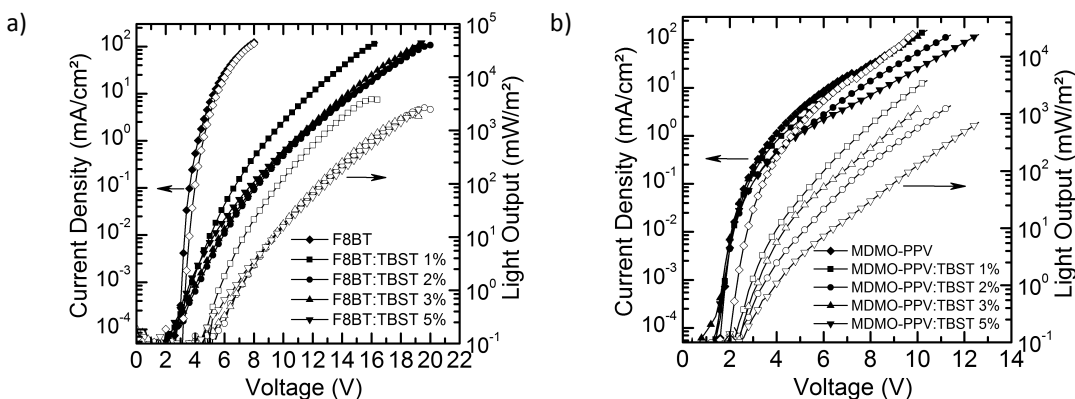 a)
Current Density (mA/cm²)
10²
10¹
10⁰
10⁻¹
10⁻²
10⁻³
10⁻⁴
0 2 4 6 8 10 12 14 16 18 20 22
Voltage (V)
10⁵
10⁴
10³
10²
10¹
10⁰
10⁻¹
Light Output (mW/m²)
F8BT
F8BT:TBST 1%
F8BT:TBST 2%
F8BT:TBST 3%
F8BT:TBST 5%
b)
Current Density (mA/cm²)
10²
10¹
10⁰
10⁻¹
10⁻²
10⁻³
10⁻⁴
0 2 4 6 8 10 12 14
Voltage (V)
10⁴
10³
10²
10¹
10⁰
10⁻¹
Light Output (mW/m²)
MDMO-PPV
MDMO-PPV:TBST 1%
MDMO-PPV:TBST 2%
MDMO-PPV:TBST 3%
MDMO-PPV:TBST 5%